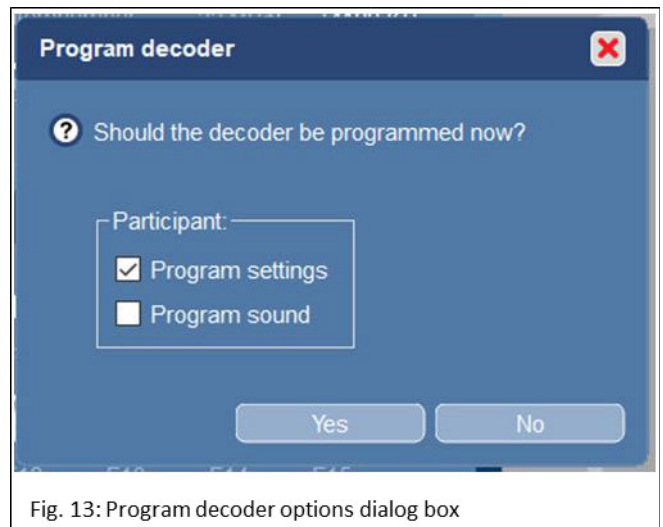 Program decoder
Should the decoder be programmed now?
Participant:
Program settings
Program sound
Yes
No
Fig. 13: Program decoder options dialog box